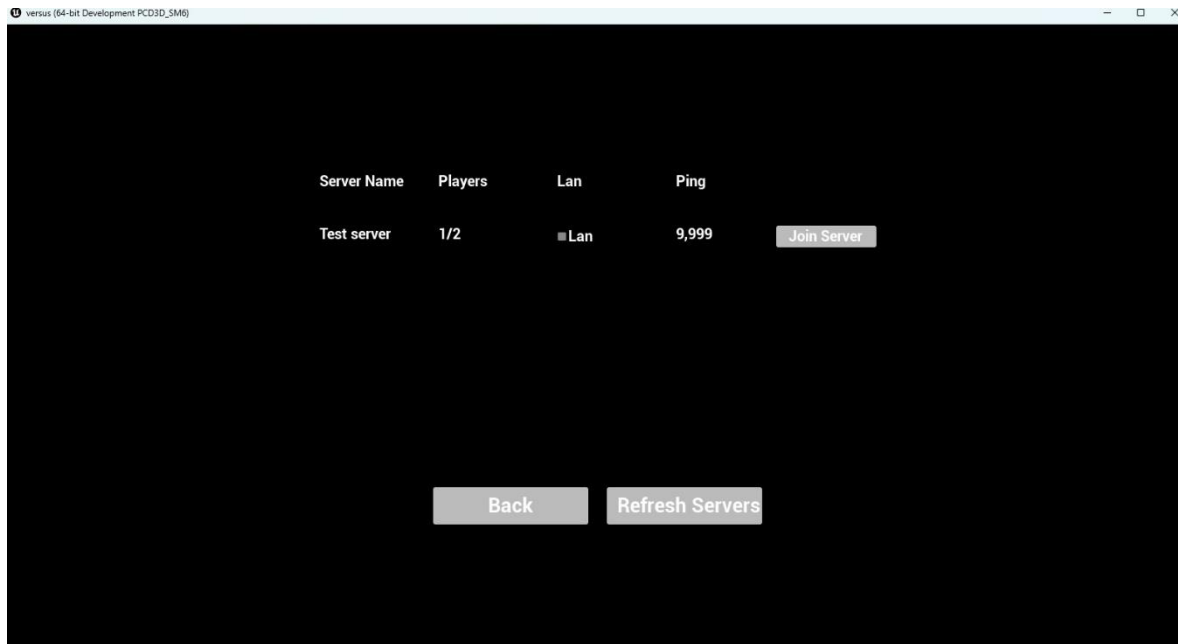 versus (64-bit Development PCD3D_SM6)
Server Name Players Lan Ping
Test server 1/2 Lan 9,999 Join Server
Back Refresh Servers